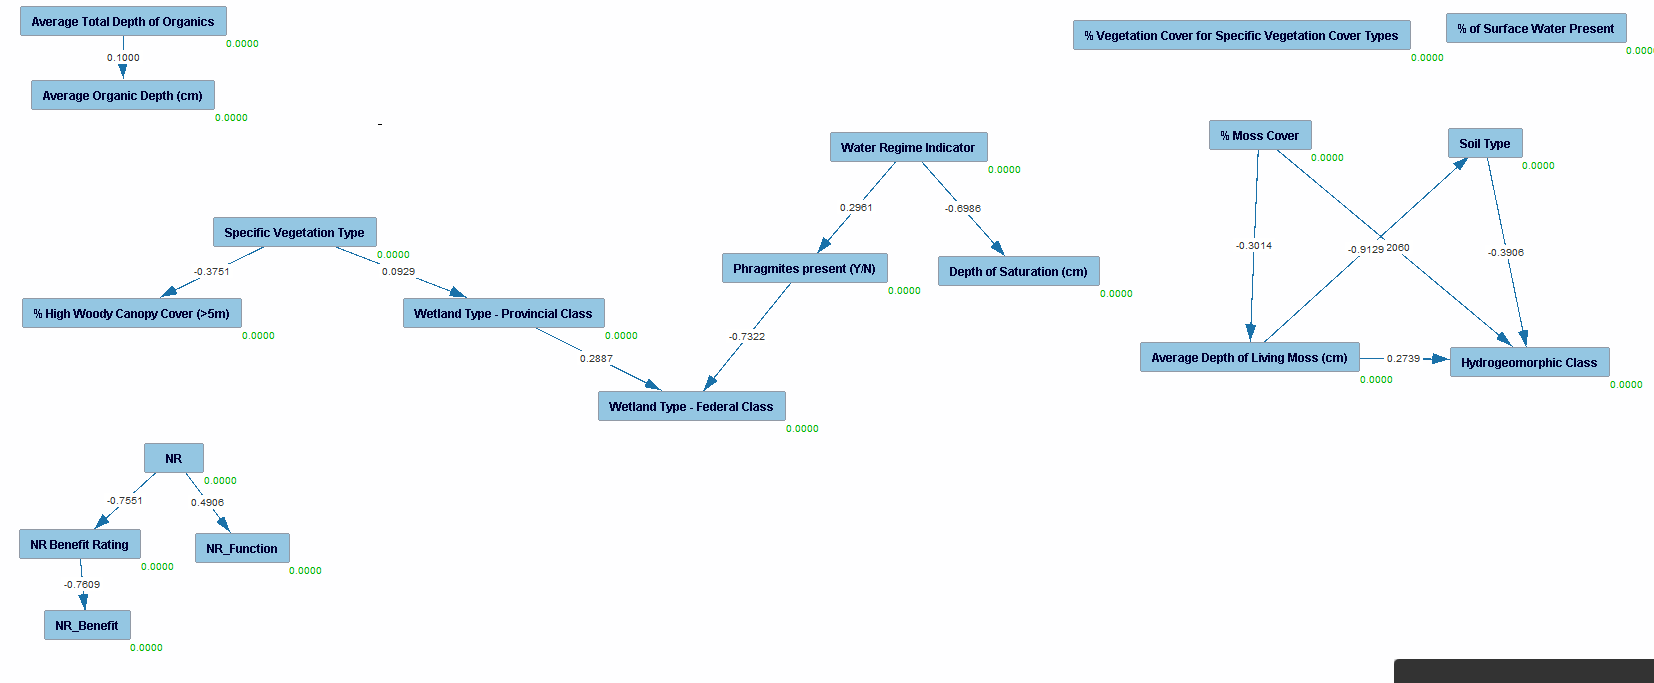 Average Total Depth of Organics
0.0000
0.1000
Average Organic Depth (cm)
0.0000
% Vegetation Cover for Specific Vegetation Cover Types
0.0000
% of Surface Water Present
0.000
Water Regime Indicator
0.0000
0.2961
-0.6986
Phragmites present (Y/N)
0.0000
Depth of Saturation (cm)
0.0000
-0.7322
Specific Vegetation Type
0.0000
-0.3751
0.0929
% High Woody Canopy Cover (>5m)
0.0000
Wetland Type - Provincial Class
0.0000
0.2887
Wetland Type - Federal Class
0.0000
% Moss Cover
0.0000
Soil Type
0.0000
-0.3014
-0.9129
2060
-0.3906
Average Depth of Living Moss (cm)
0.0000
0.2739
Hydrogeomorphic Class
0.0000
NR
0.0000
-0.7551
0.4906
NR Benefit Rating
0.0000
NR_Function
0.0000
-0.7609
NR_Benefit
0.0000